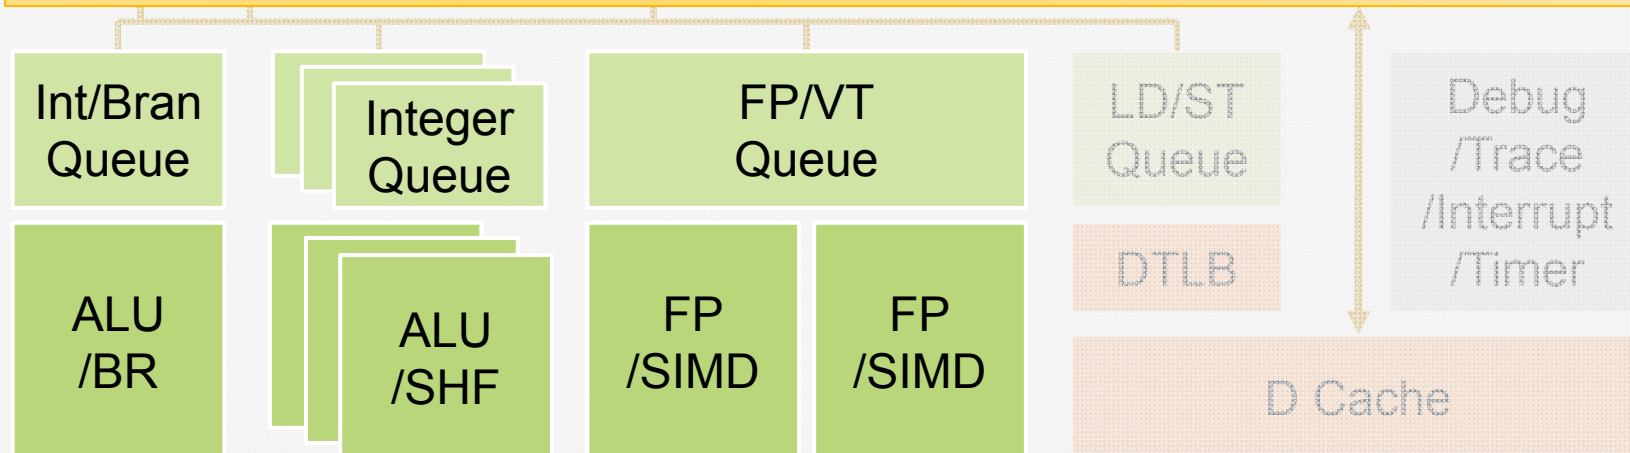 Int/Bran
Queue
Integer
Queue
FP/VT
Queue
LD/ST
Queue
Debug
/Trace
/Interrupt
/Timer
ALU
/BR
ALU
/SHF
FP
/SIMD
FP
/SIMD
DTLB
D Cache